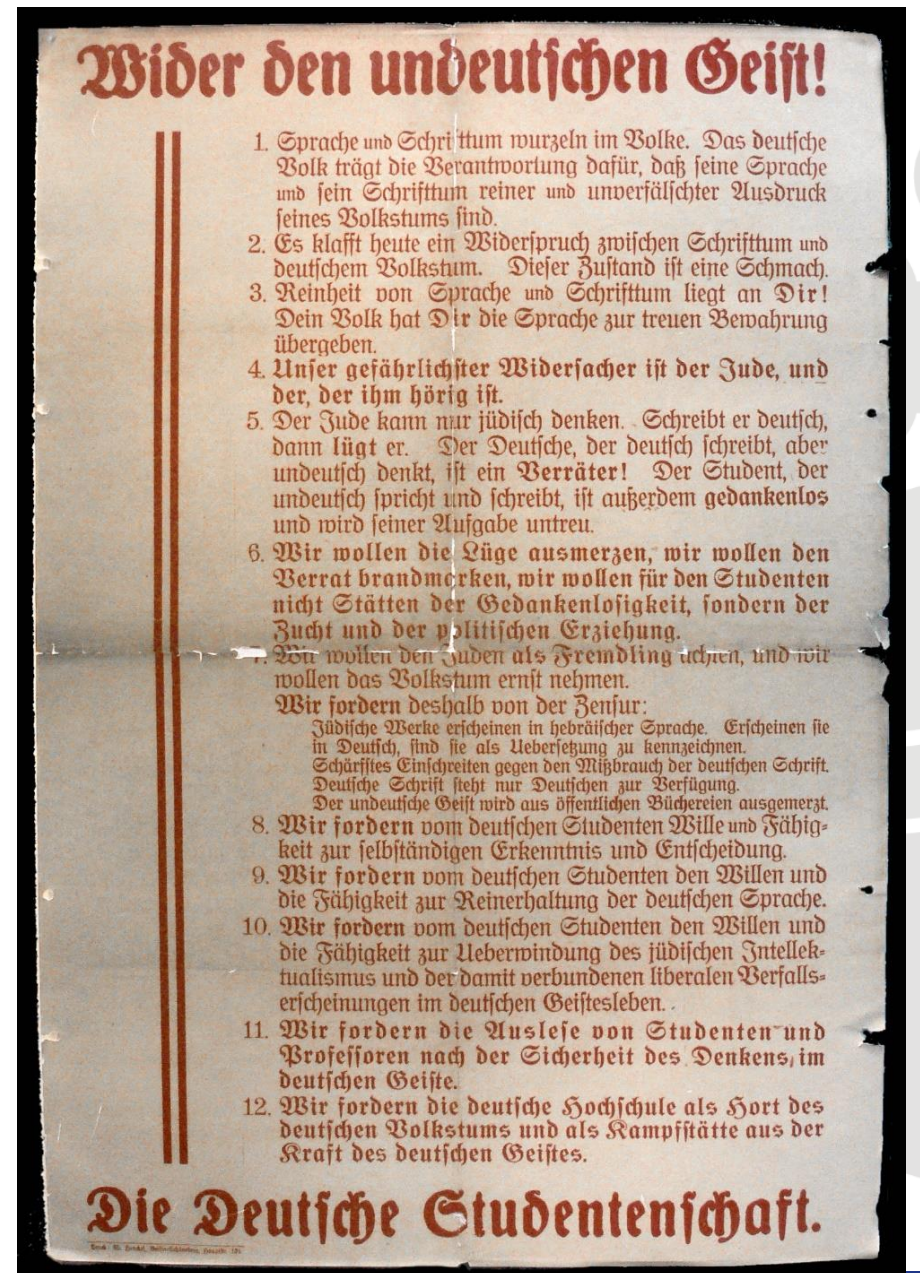 Wider den undeutschen Geist!
1. Sprache und Schrifttum wurzeln im Volke. Das deutsche
Volk trägt die Verantwortung dafür, daß seine Sprache
und sein Schrifttum reiner und unverfälschter Ausdruck
seines Volkstums sind.
2. Es klafft heute ein Widerspruch zwischen Schrifttum und
deutschem Volkstum. Dieser Zustand ist eine Schmach.
3. Reinheit von Sprache und Schrifttum liegt an Dir!
Dein Volk hat Dir die Sprache zur treuen Bewahrung
übergeben.
4. Unser gefährlichster Widersacher ist der Jude, und
der, der ihm hörig ist.
5. Der Jude kann nur jüdisch denken. Schreibt er deutsch,
dann lügt er. Der Deutsche, der deutsch schreibt, aber
undeutsch denkt, ist ein Verräter! Der Student, der
undeutsch spricht und schreibt, ist außerdem gedankenlos
und wird seiner Aufgabe untreu.
6. Wir wollen die Lüge ausmerzen, wir wollen den
Verrat brandmarken, wir wollen für den Studenten
nicht Stätten der Gedankenlosigkeit, sondern der
Zucht und der politischen Erziehung.
7. Wir wollen den Juden als Fremdling achten, und wir
wollen das Volkstum ernst nehmen.
Wir fordern deshalb von der Zensur:
Jüdische Werke erscheinen in hebräischer Sprache. Erscheinen sie
in Deutsch, sind sie als Uebersetzung zu kennzeichnen.
Schärfstes Einschreiten gegen den Mißbrauch der deutschen Schrift.
Deutsche Schrift steht nur Deutschen zur Verfügung.
Der undeutsche Geist wird aus öffentlichen Büchereien ausgemerzt.
8. Wir fordern vom deutschen Studenten Wille und Fähig-
keit zur selbständigen Erkenntnis und Entscheidung.
9. Wir fordern vom deutschen Studenten den Willen und
die Fähigkeit zur Reinerhaltung der deutschen Sprache.
10. Wir fordern vom deutschen Studenten den Willen und
die Fähigkeit zur Ueberwindung des jüdischen Intellek-
tualismus und der damit verbundenen liberalen Verfalls-
erscheinungen im deutschen Geistesleben.
11. Wir fordern die Auslese von Studenten und
Professoren nach der Sicherheit des Denkens im
deutschen Geiste.
12. Wir fordern die deutsche Hochschule als Hort des
deutschen Volkstums und als Kampfstätte aus der
Kraft des deutschen Geistes.
Die Deutsche Studentenschaft.